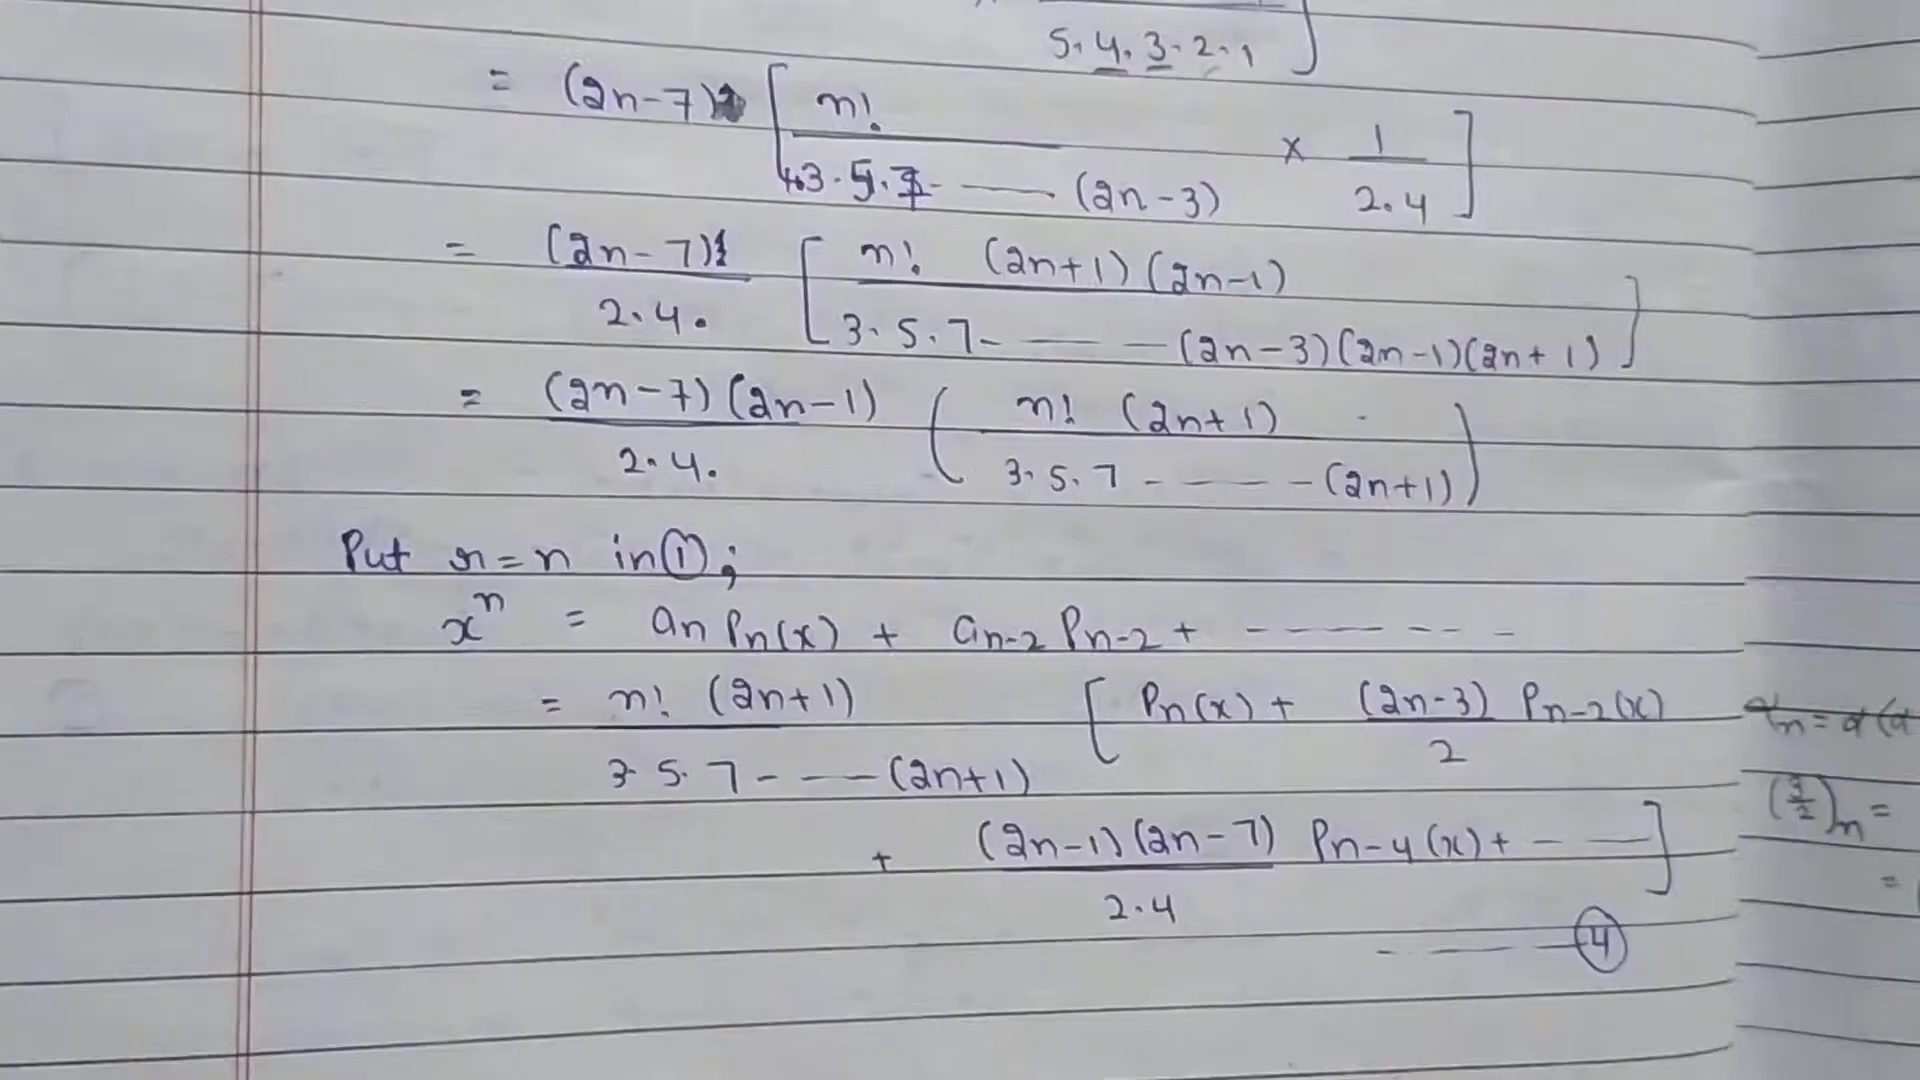 5.4.3.2.1 ]
= (2n-7) [ n! / 3.5.7 - — (2n-3) × 1 / 2.4 ]
= (2n-7) / 2.4. [ n! (2n+1) (2n-1) / 3.5.7- — - — (2n-3)(2n-1)(2n+1) ]
= (2n-7) (2n-1) / 2.4. ( n! (2n+1) / 3.5.7 - — - - (2n+1) )
Put r=n in ①;
xⁿ = an Pn(x) + an-2 Pn-2 + - - - - - - -
= n! (2n+1) / 3.5.7 - - — (2n+1) [ Pn(x) + (2n-3) / 2 Pn-2(x)
+ (2n-1) (2n-7) / 2.4 Pn-4(x) + - — ]
- — — ④
(3/2)n =
=